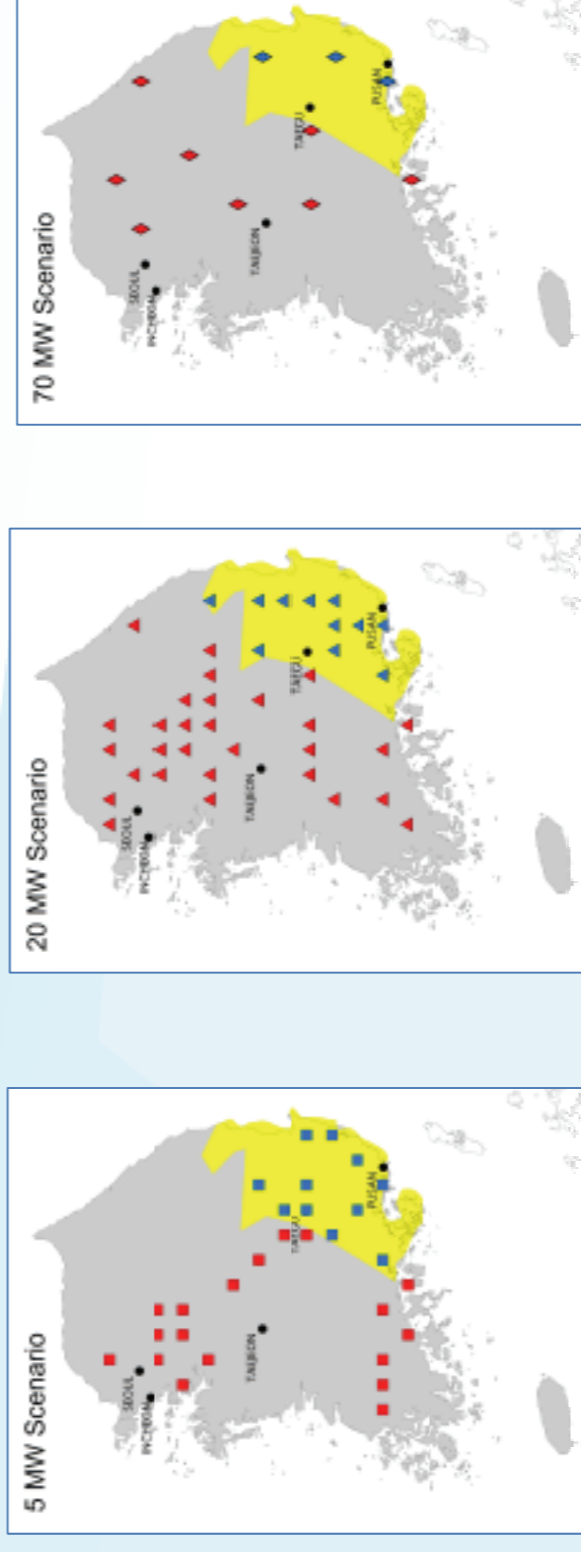 5 MW Scenario
SEOUL
INCHEON
TAEJEON
TAEGU
PUSAN
20 MW Scenario
SEOUL
INCHEON
TAEJEON
TAEGU
PUSAN
70 MW Scenario
SEOUL
INCHEON
TAEJEON
TAEGU
PUSAN